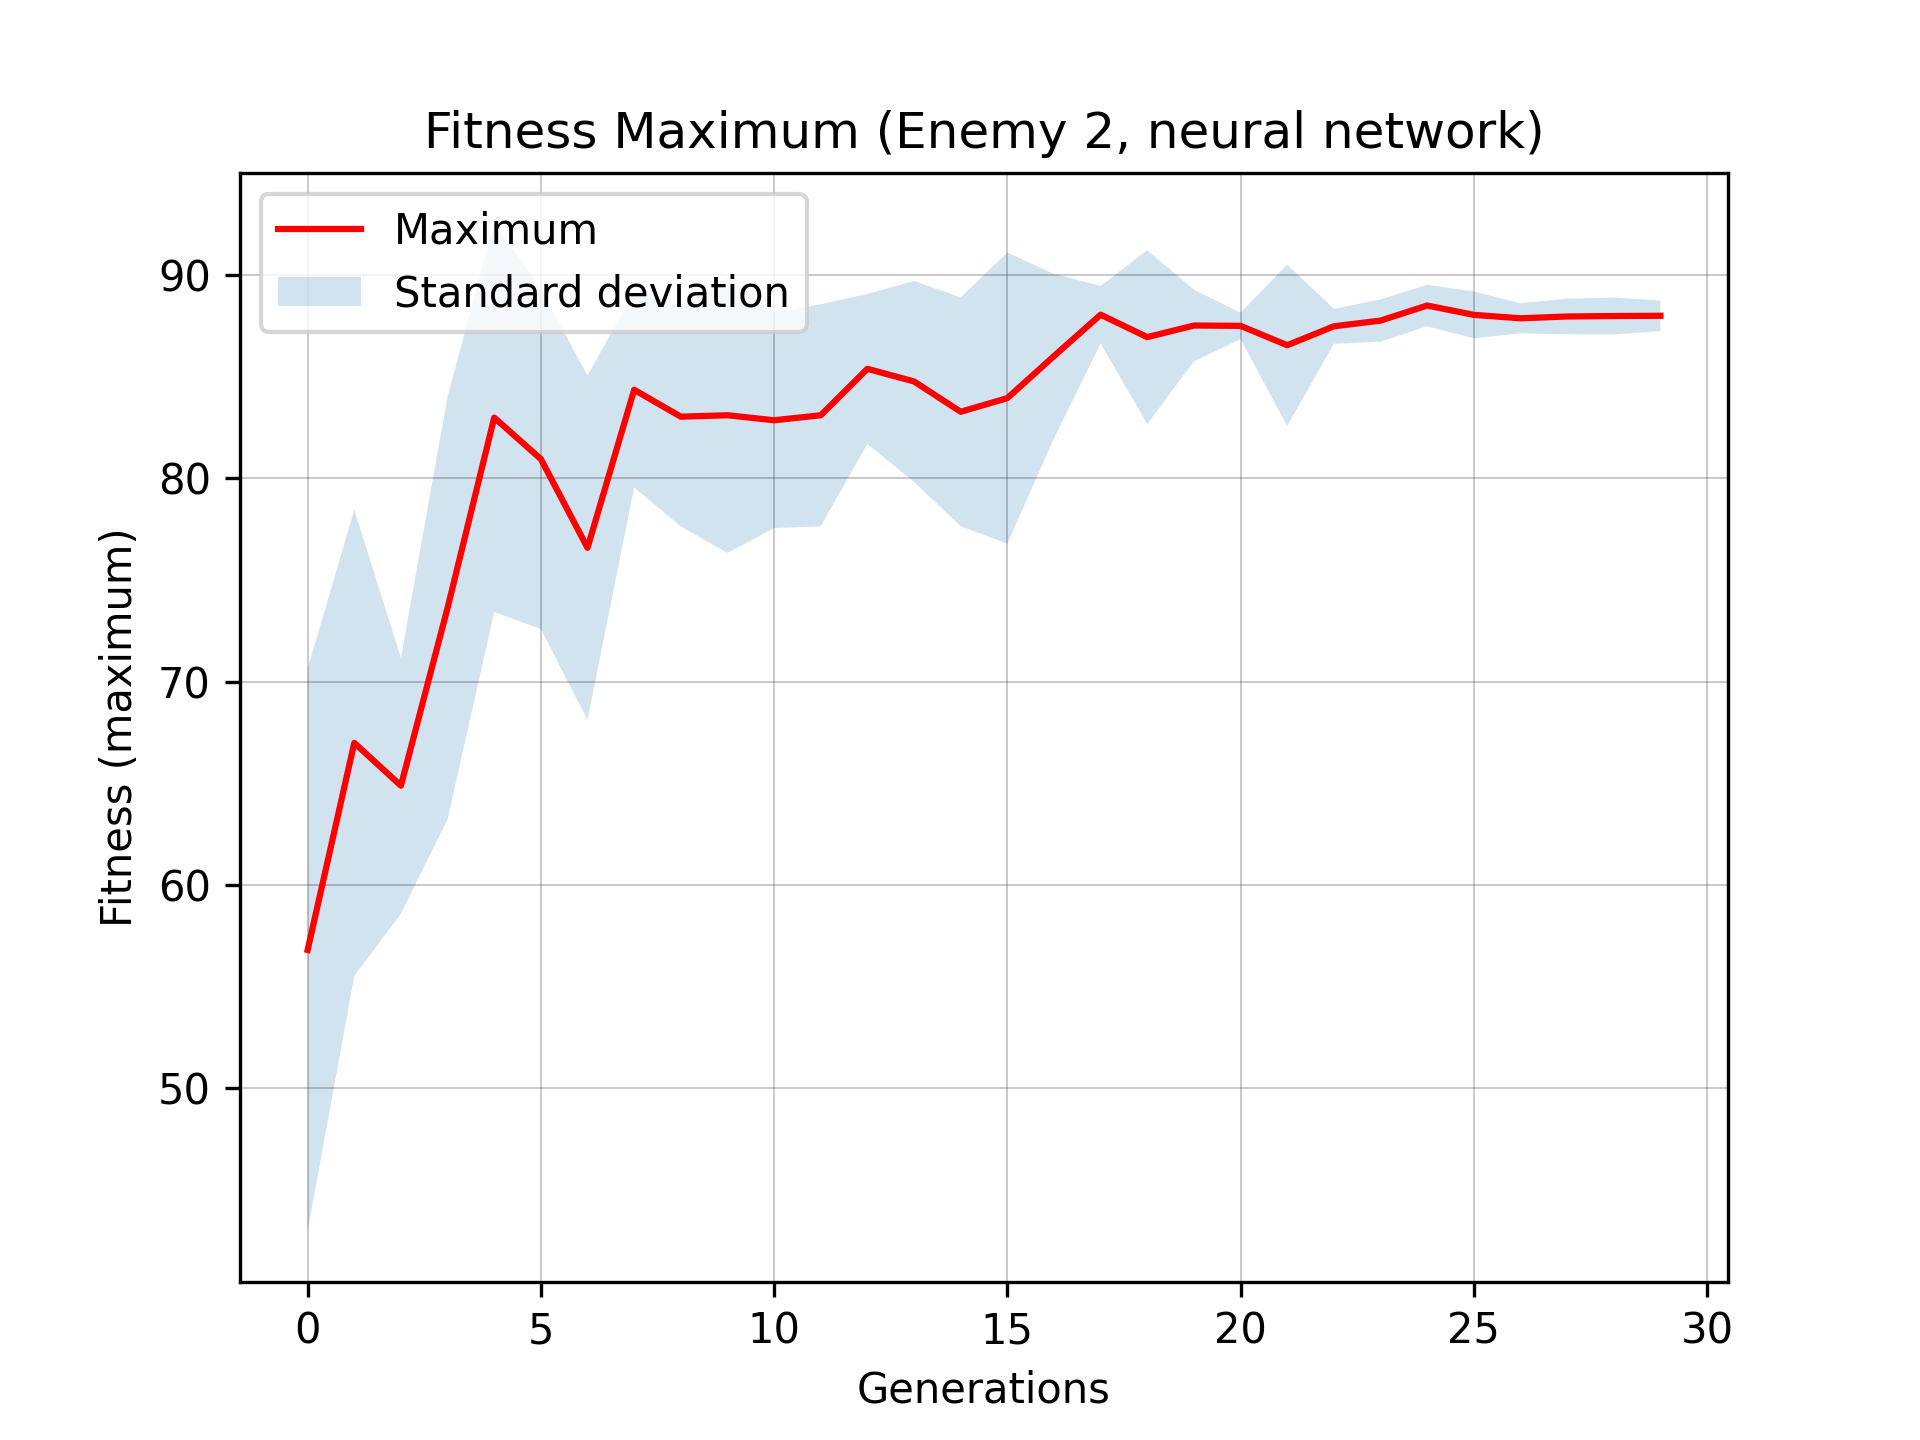 Fitness Maximum (Enemy 2, neural network)
Maximum
Standard deviation
90
80
70
60
50
Fitness (maximum)
0 5 10 15 20 25 30
Generations